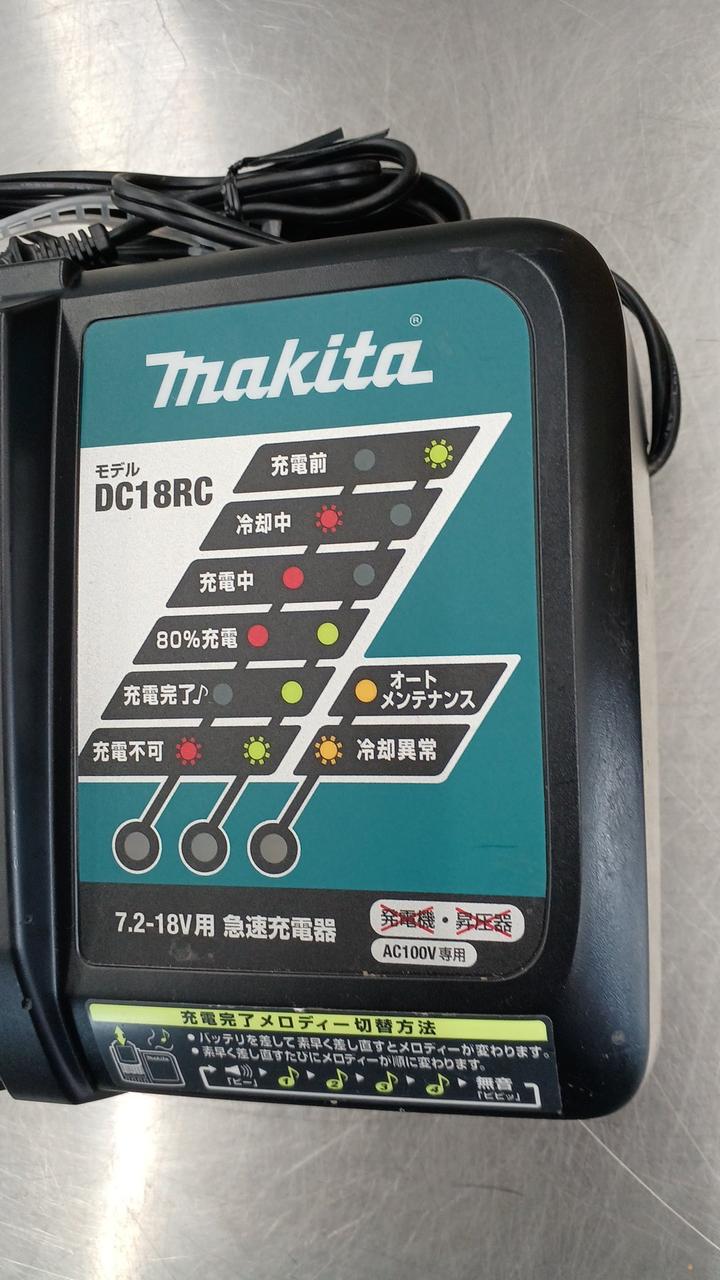 makita®
モデル
DC18RC
充電前
冷却中
充電中
80%充電
充電完了♪
オート
メンテナンス
充電不可
冷却異常
7.2-18V用 急速充電器
発電機・昇圧器
AC100V専用
充電完了メロディー切替方法
•バッテリを差して素早く差し直すとメロディーが変わります。
•素早く差し直すたびにメロディーが順に変わります。
makita
「ピー」
1
2
3
4
無音
「ピピッ」